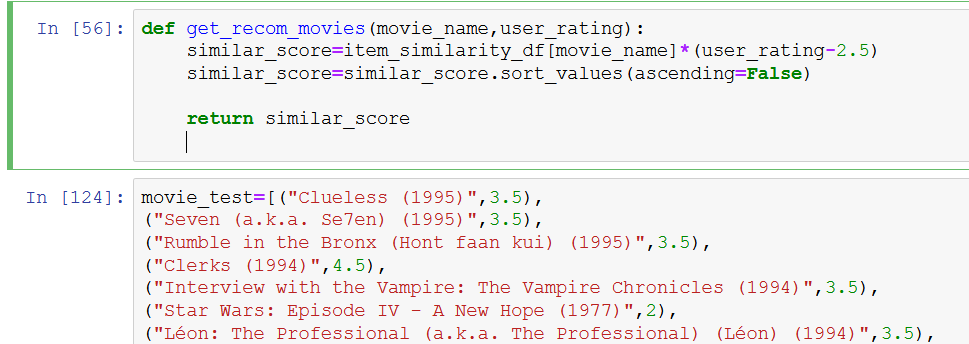 In [56]: def get_recom_movies(movie_name,user_rating):
    similar_score=item_similarity_df[movie_name]*(user_rating-2.5)
    similar_score=similar_score.sort_values(ascending=False)
    return similar_score
In [124]: movie_test=[("Clueless (1995)",3.5),
("Seven (a.k.a. Se7en) (1995)",3.5),
("Rumble in the Bronx (Hont faan kui) (1995)",3.5),
("Clerks (1994)",4.5),
("Interview with the Vampire: The Vampire Chronicles (1994)",3.5),
("Star Wars: Episode IV - A New Hope (1977)",2),
("Léon: The Professional (a.k.a. The Professional) (Léon) (1994)",3.5),